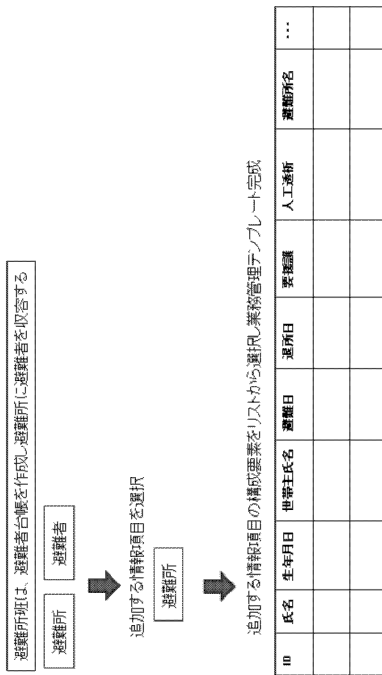 避難所班は、避難者台帳を作成し避難所に避難者を収容する
避難所 避難者
追加する情報項目を選択
避難所
追加する情報項目の構成要素をリストから選択し業務管理テンプレート完成
ID 氏名 生年月日 世帯主氏名 避難日 退所日 要援護 人工透析 避難所名 …